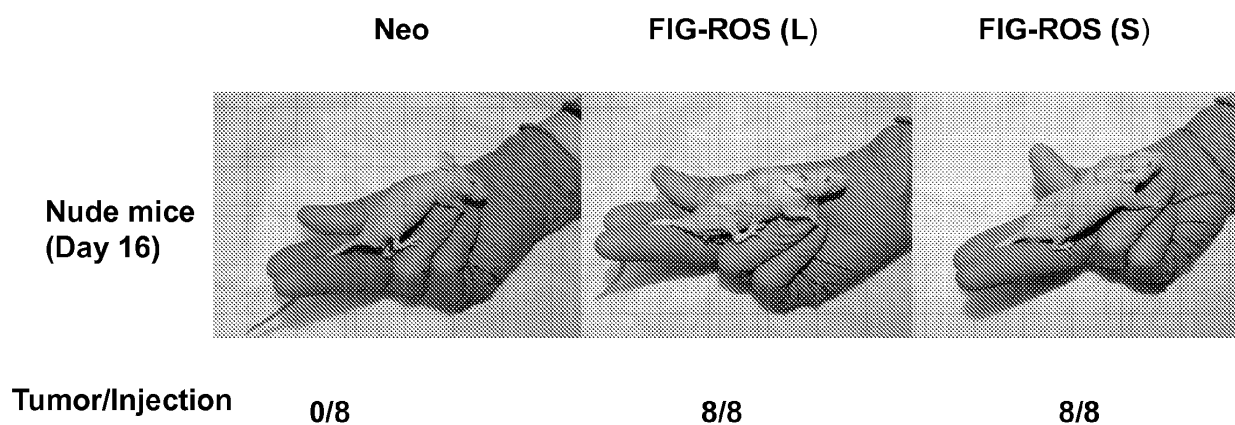 Neo FIG-ROS (L) FIG-ROS (S)
Nude mice
(Day 16)
Tumor/Injection 0/8 8/8 8/8